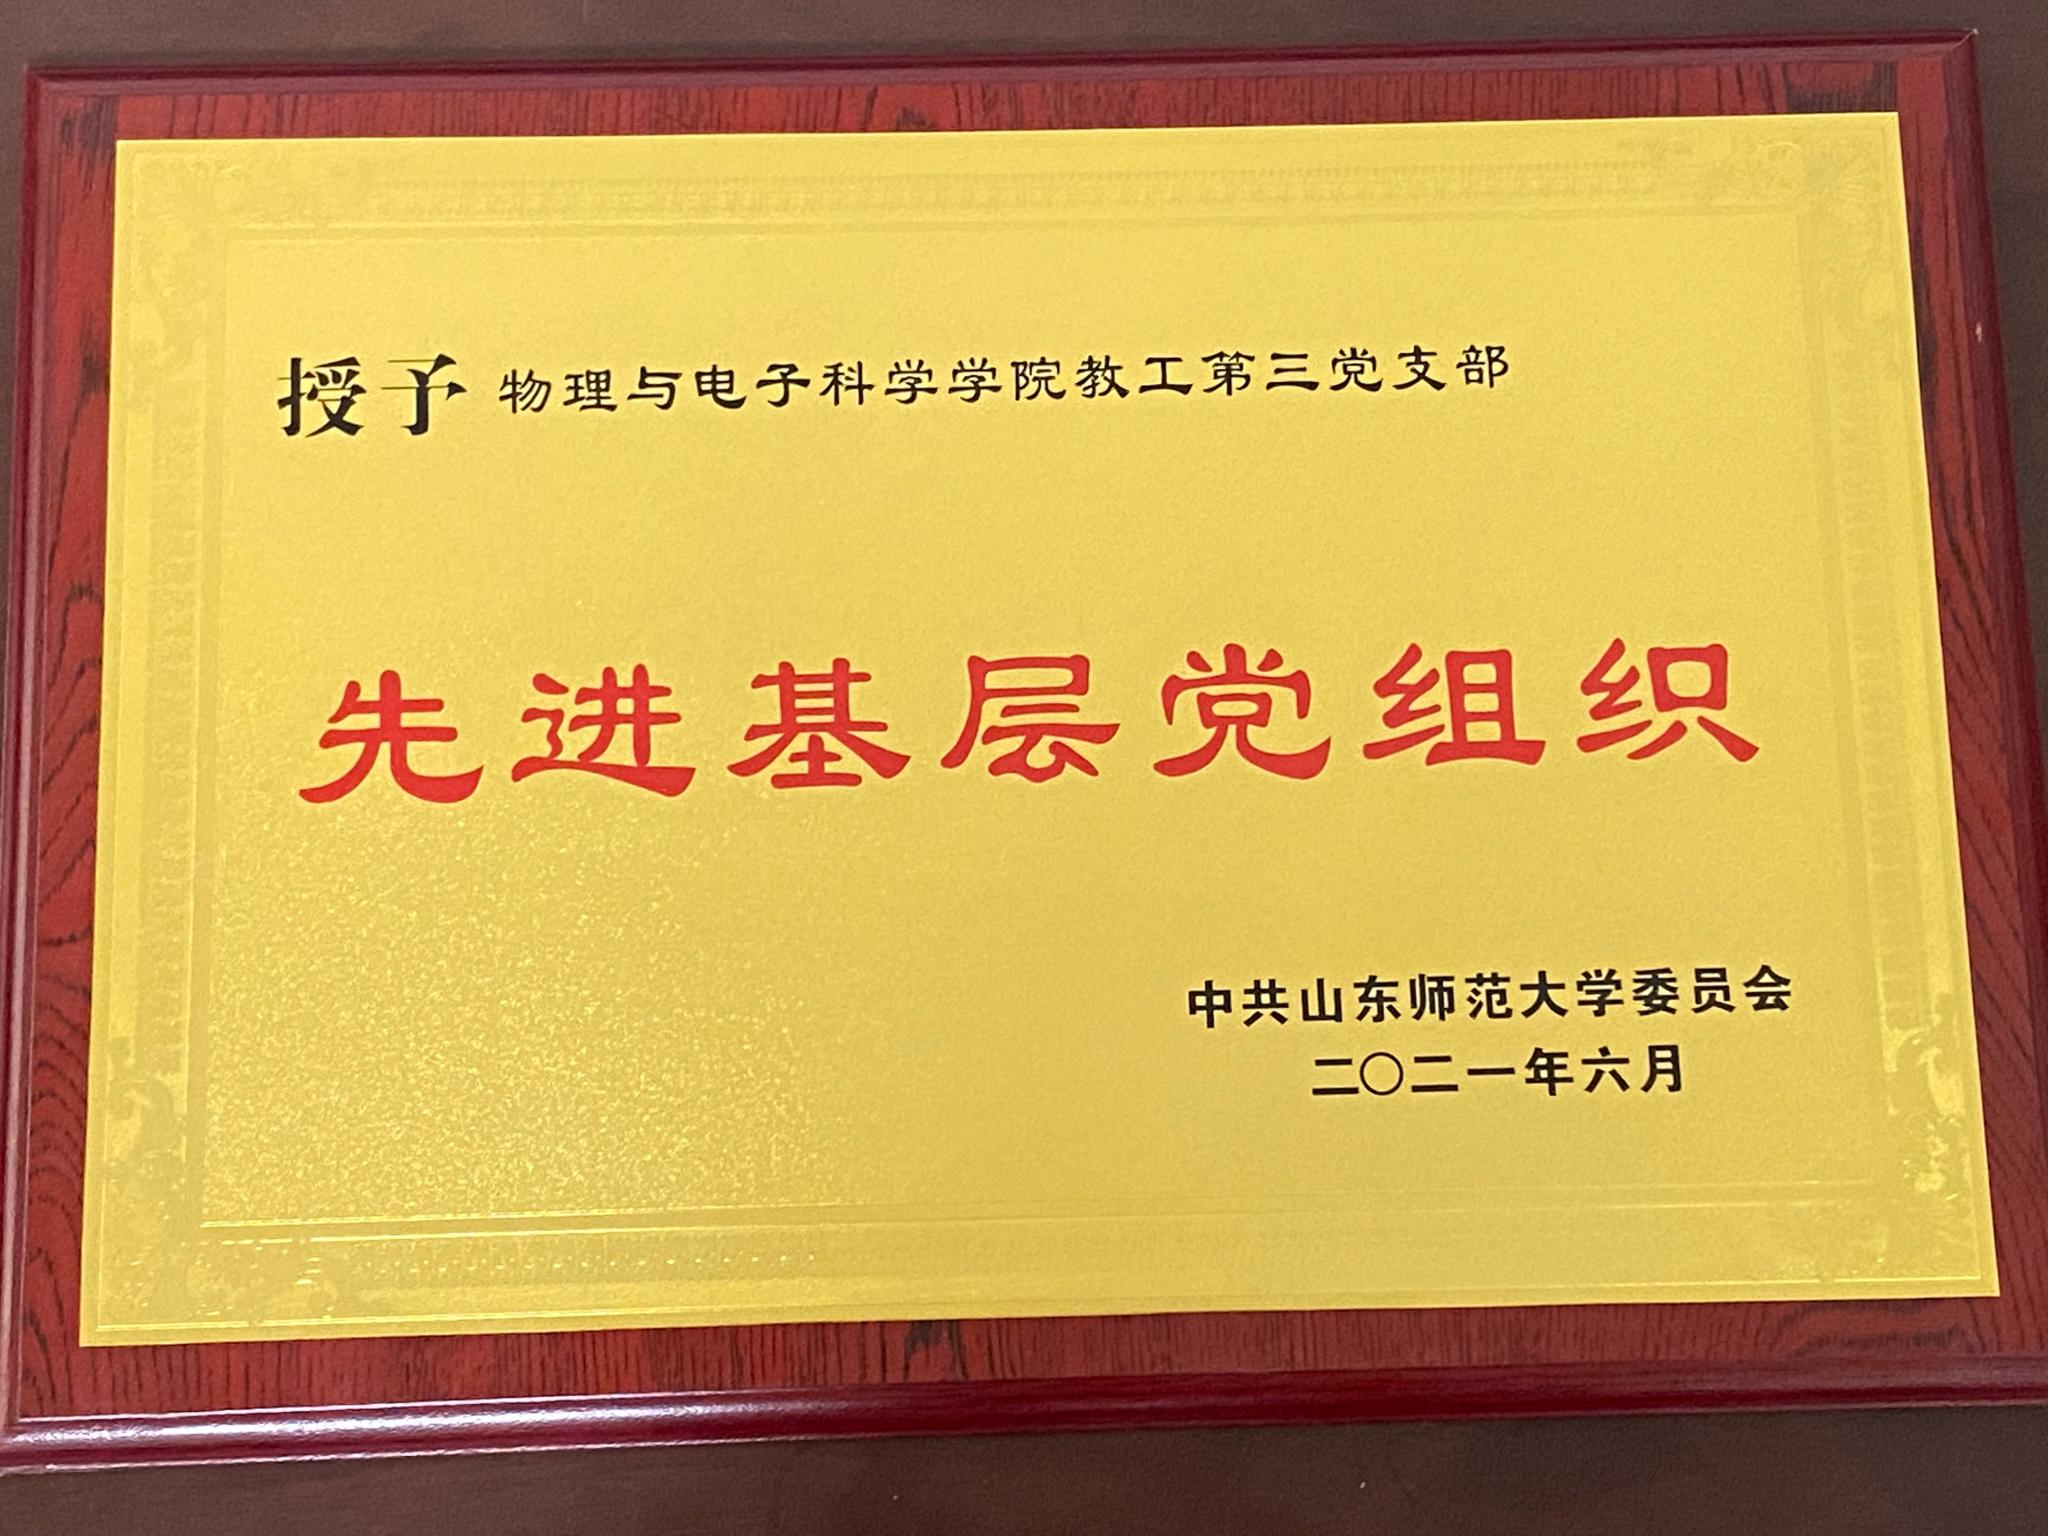 授予 物理与电子科学学院教工第三党支部
先进基层党组织
中共山东师范大学委员会
二〇二一年六月